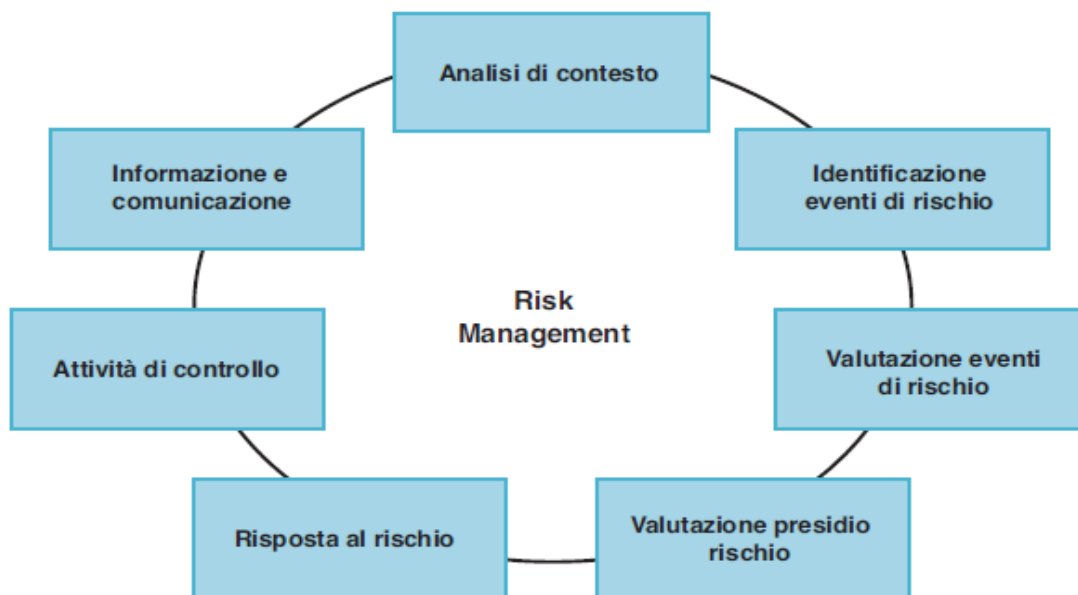 Analisi di contesto
Identificazione
eventi di rischio
Valutazione eventi
di rischio
Valutazione presidio
rischio
Risposta al rischio
Attività di controllo
Informazione e
comunicazione
Risk
Management